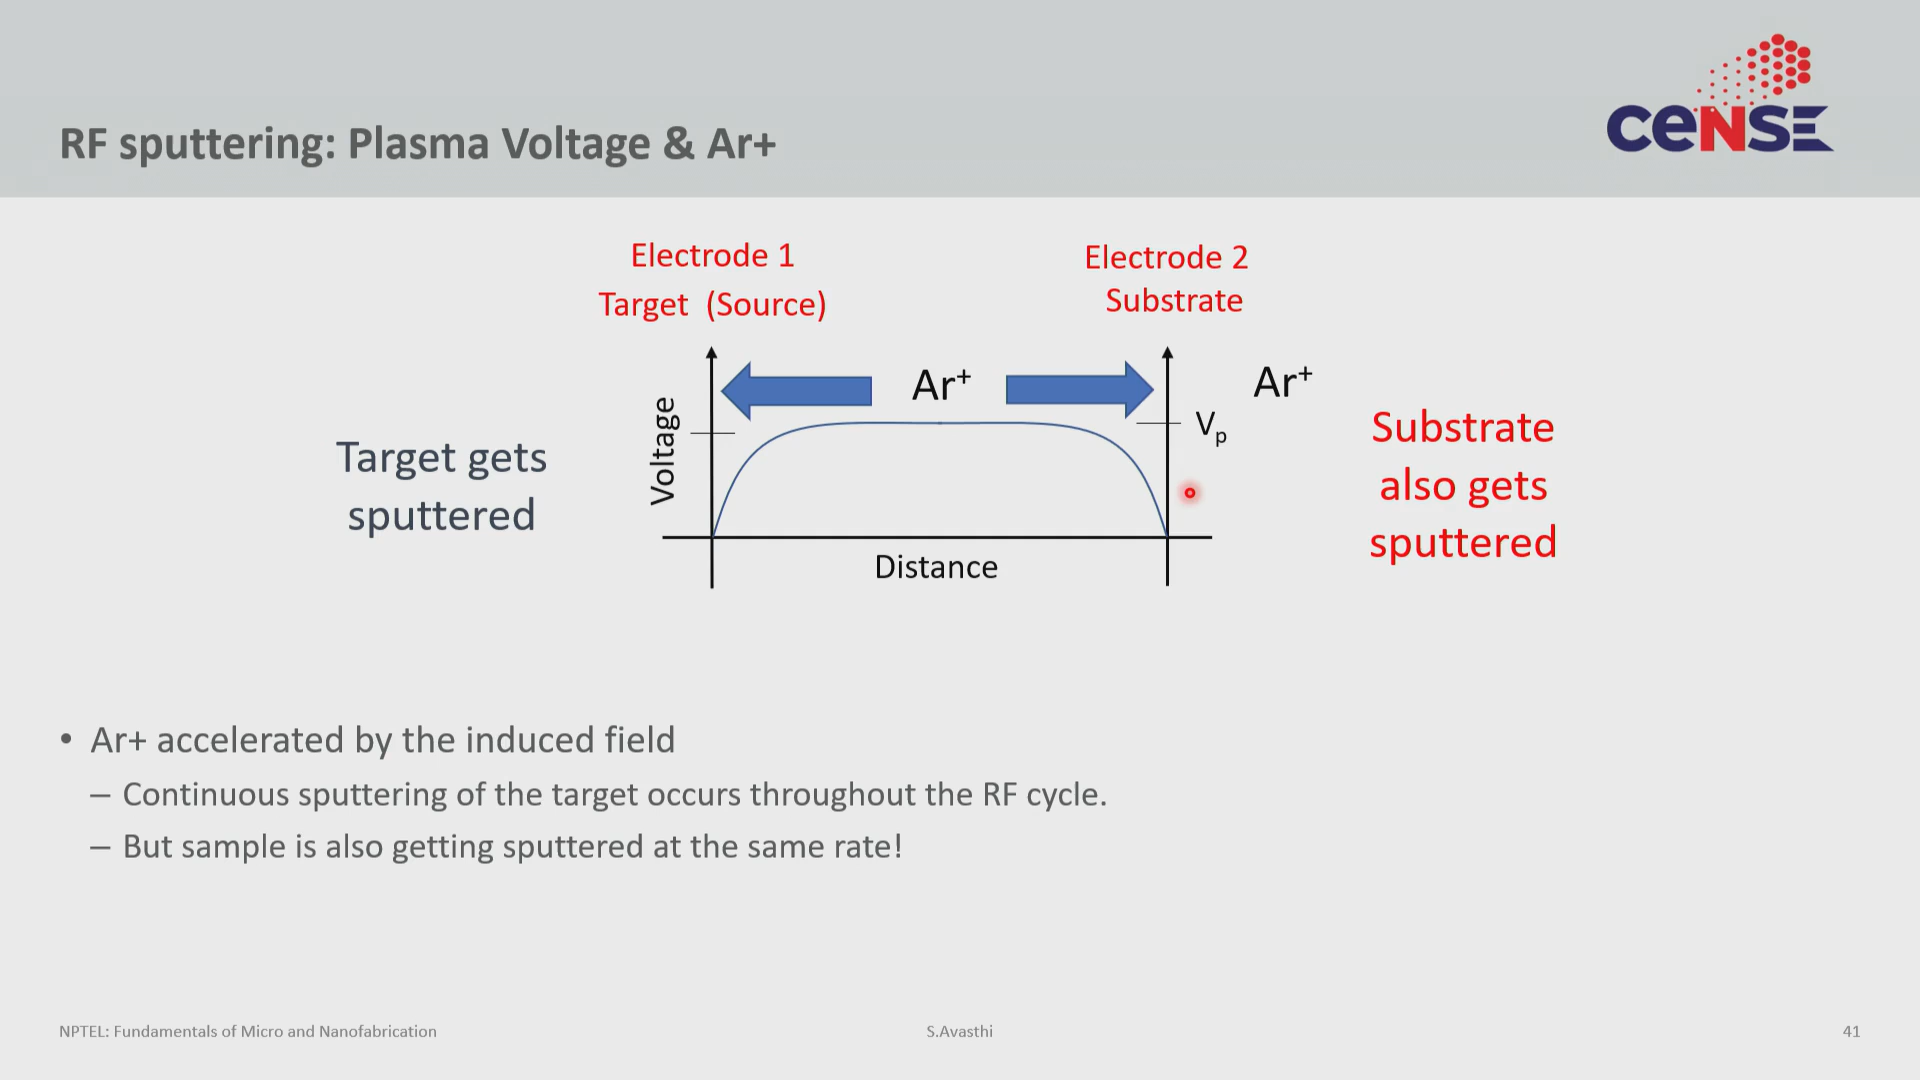 ceNSE
RF sputtering: Plasma Voltage & Ar+
Electrode 1
Target (Source)
Electrode 2
Substrate
Ar+
Ar+
Voltage
Vp
Target gets
sputtered
Substrate
also gets
sputtered
Distance
• Ar+ accelerated by the induced field
– Continuous sputtering of the target occurs throughout the RF cycle.
– But sample is also getting sputtered at the same rate!
NPTEL: Fundamentals of Micro and Nanofabrication
S.Avasthi
41